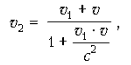 v₂ = (v₁ + v) / (1 + (v₁ · v) / c²) ,